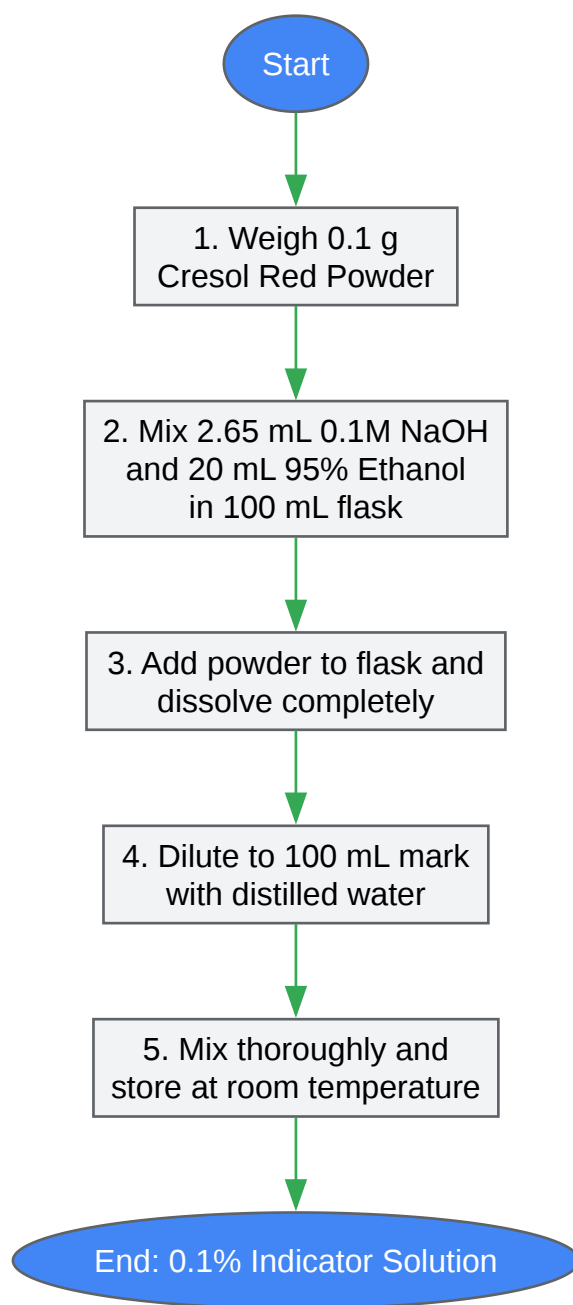 Start
1. Weigh 0.1 g
Cresol Red Powder
2. Mix 2.65 mL 0.1M NaOH
and 20 mL 95% Ethanol
in 100 mL flask
3. Add powder to flask and
dissolve completely
4. Dilute to 100 mL mark
with distilled water
5. Mix thoroughly and
store at room temperature
End: 0.1% Indicator Solution